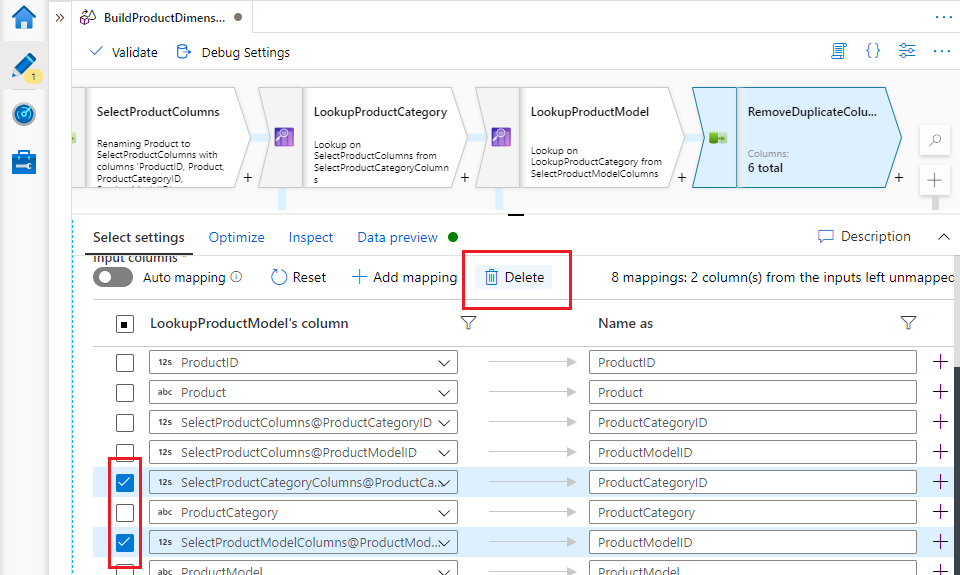 BuildProductDimens...
Validate
Debug Settings
1
SelectProductColumns
Renaming Product to
SelectProductColumns with
columns 'ProductID, Product,
ProductCategoryID,
LookupProductCategory
Lookup on
SelectProductColumns from
SelectProductCategoryColumn
s
LookupProductModel
Lookup on
LookupProductCategory from
SelectProductModelColumns
RemoveDuplicateColu...
Columns:
6 total
Select settings
Optimize
Inspect
Data preview
Description
Input columns *
Auto mapping
Reset
Add mapping
Delete
8 mappings: 2 column(s) from the inputs left unmapped
LookupProductModel's column
Name as
12s ProductID
ProductID
abc Product
Product
12s SelectProductColumns@ProductCategoryID
ProductCategoryID
12s SelectProductColumns@ProductModelID
ProductModelID
12s SelectProductCategoryColumns@ProductCa...
ProductCategoryID
abc ProductCategory
ProductCategory
12s SelectProductModelColumns@ProductMod...
ProductModelID
abc ProductModel
ProductModel